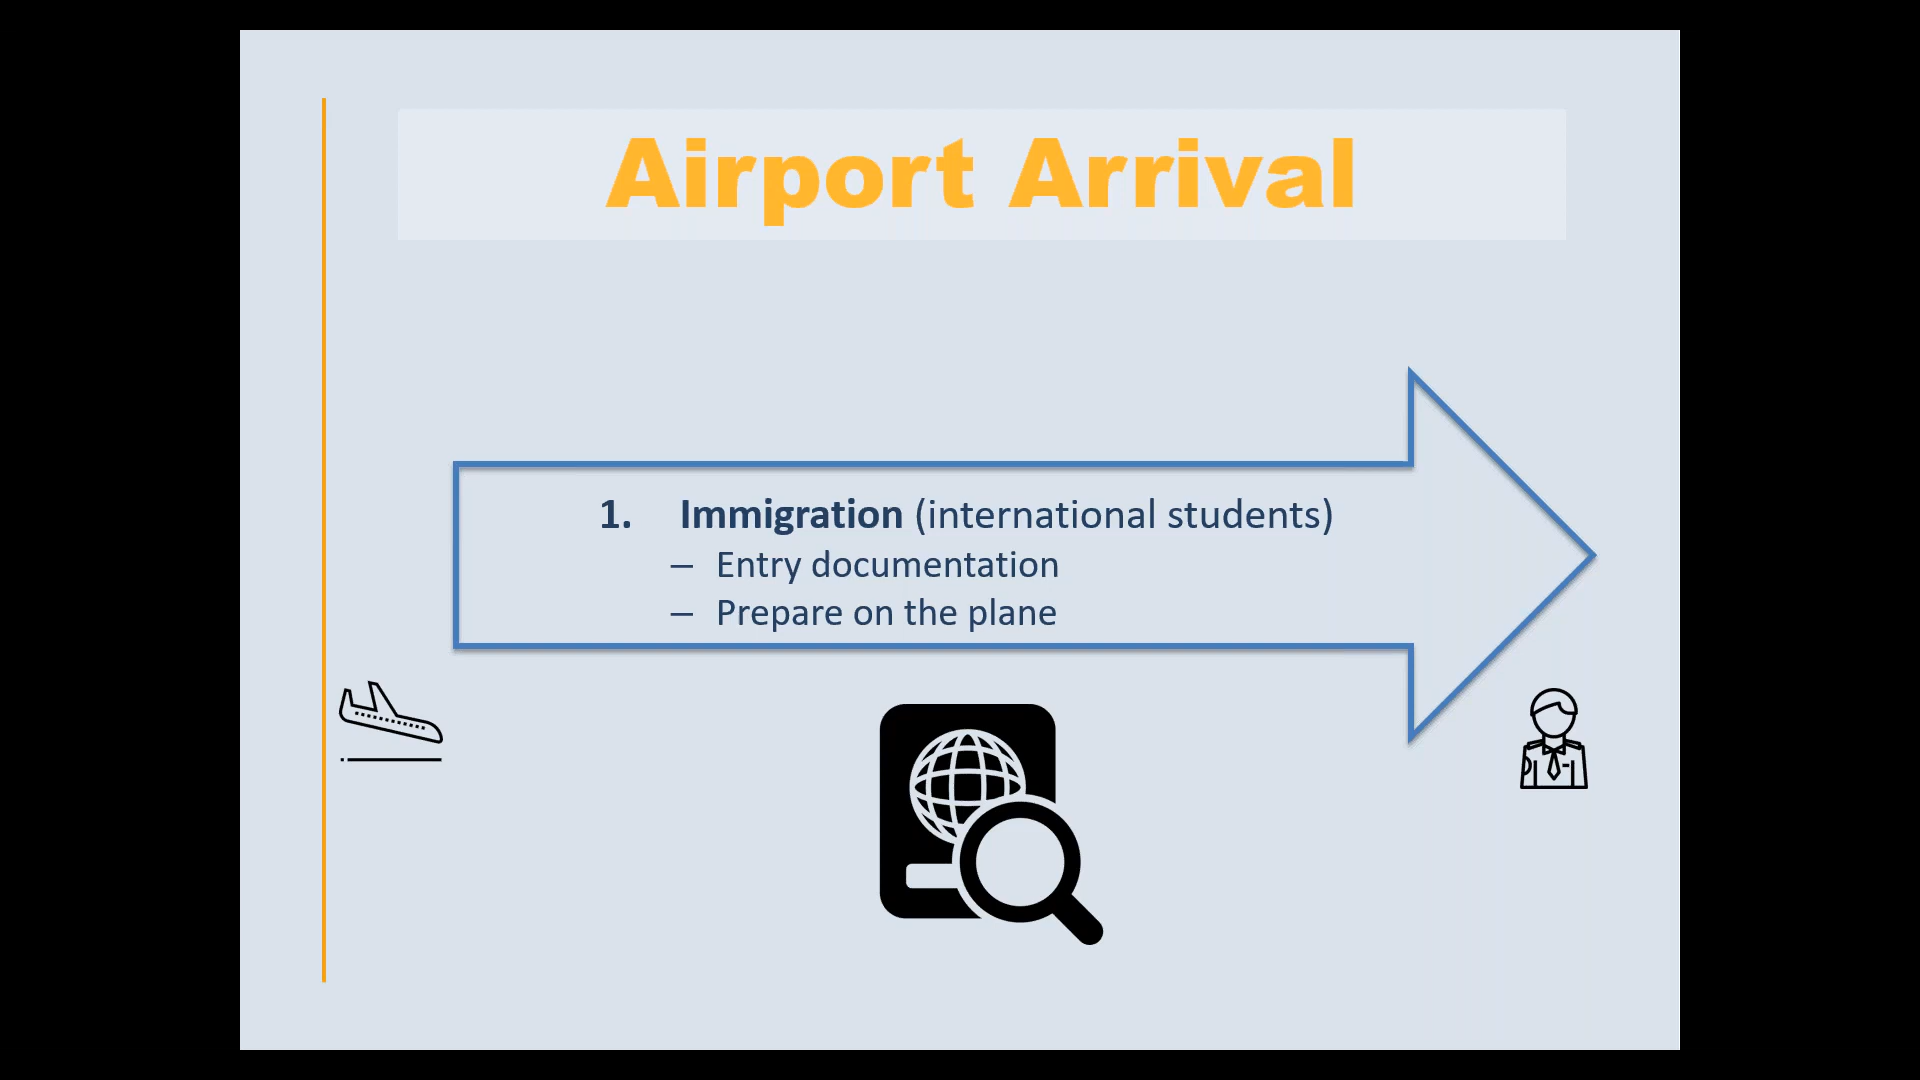 Airport Arrival
1. Immigration (international students)
– Entry documentation
– Prepare on the plane